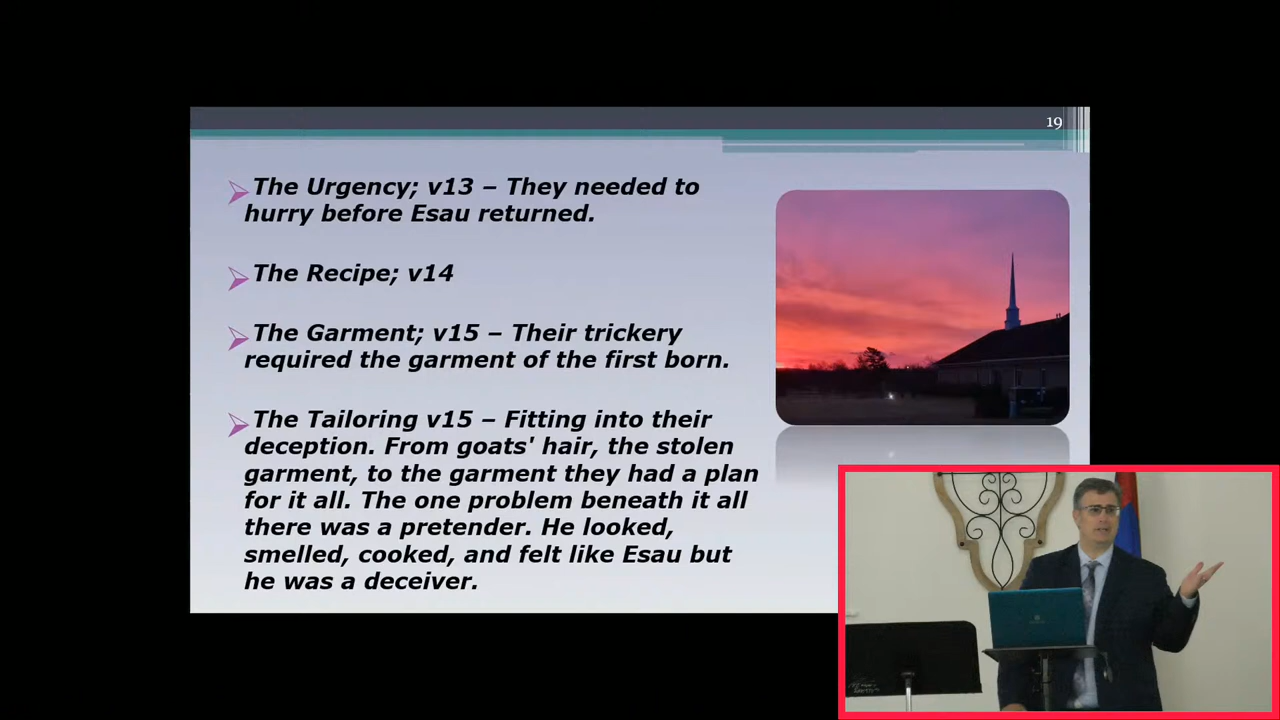 19
The Urgency; v13 – They needed to
hurry before Esau returned.
The Recipe; v14
The Garment; v15 – Their trickery
required the garment of the first born.
The Tailoring v15 – Fitting into their
deception. From goats' hair, the stolen
garment, to the garment they had a plan
for it all. The one problem beneath it all
there was a pretender. He looked,
smelled, cooked, and felt like Esau but
he was a deceiver.